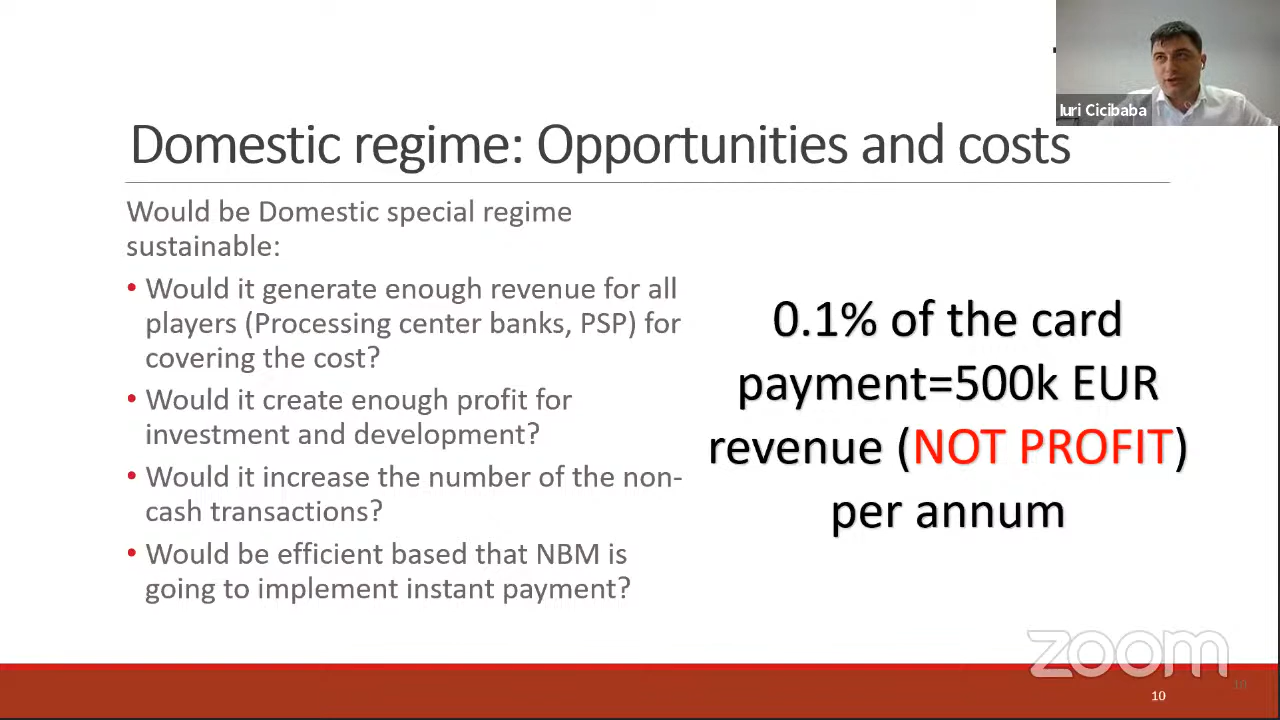 Iuri Cicibaba
Domestic regime: Opportunities and costs
Would be Domestic special regime
sustainable:
• Would it generate enough revenue for all
players (Processing center banks, PSP) for
covering the cost?
• Would it create enough profit for
investment and development?
• Would it increase the number of the non-
cash transactions?
• Would be efficient based that NBM is
going to implement instant payment?
0.1% of the card
payment=500k EUR
revenue (NOT PROFIT)
per annum
zoom
10
10